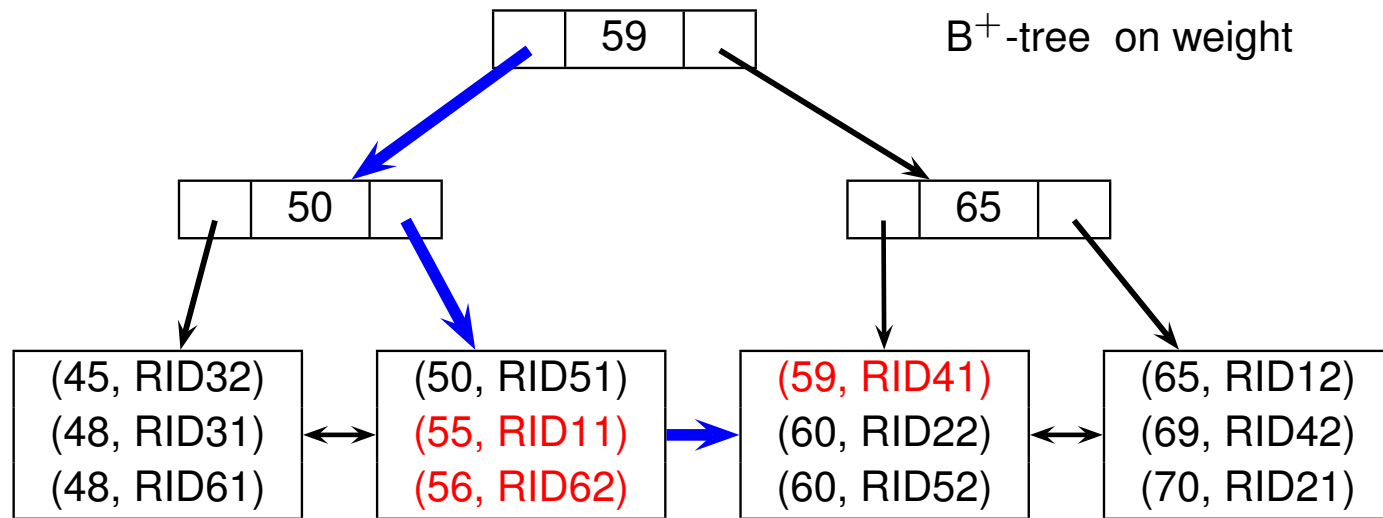 59
B+-tree on weight
50
65
(45, RID32)
(48, RID31)
(48, RID61)
(50, RID51)
(55, RID11)
(56, RID62)
(59, RID41)
(60, RID22)
(60, RID52)
(65, RID12)
(69, RID42)
(70, RID21)